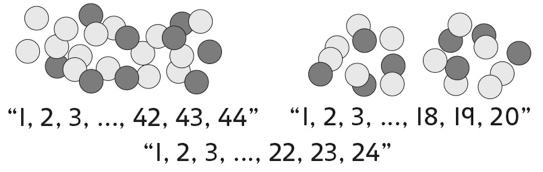 “1, 2, 3, ..., 42, 43, 44”
“1, 2, 3, ..., 18, 19, 20”
“1, 2, 3, ..., 22, 23, 24”